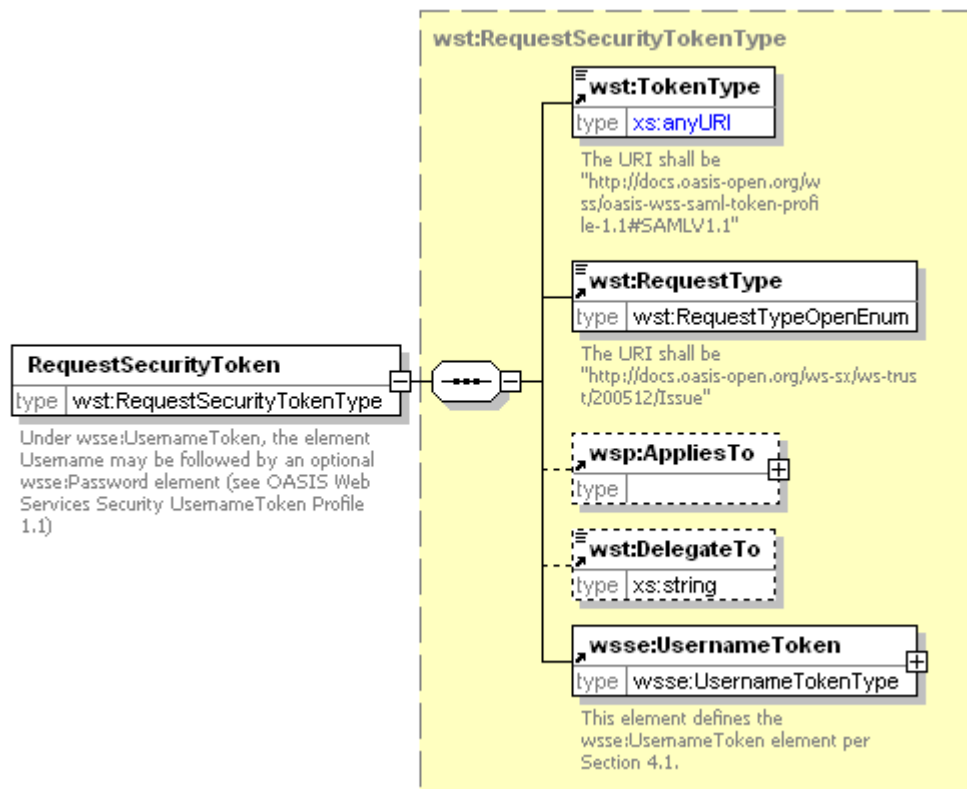 wst:RequestSecurityTokenType
wst:TokenType
type xs:anyURI
The URI shall be
"http://docs.oasis-open.org/w
ss/oasis-wss-saml-token-profi
le-1.1#SAMLV1.1"
wst:RequestType
type wst:RequestTypeOpenEnum
The URI shall be
"http://docs.oasis-open.org/ws-sx/ws-trus
t/200512/Issue"
RequestSecurityToken
type wst:RequestSecurityTokenType
Under wsse:UsernameToken, the element
Username may be followed by an optional
wsse:Password element (see OASIS Web
Services Security UsernameToken Profile
1.1)
wsp:AppliesTo
type
wst:DelegateTo
type xs:string
wsse:UsernameToken
type wsse:UsernameTokenType
This element defines the
wsse:UsernameToken element per
Section 4.1.